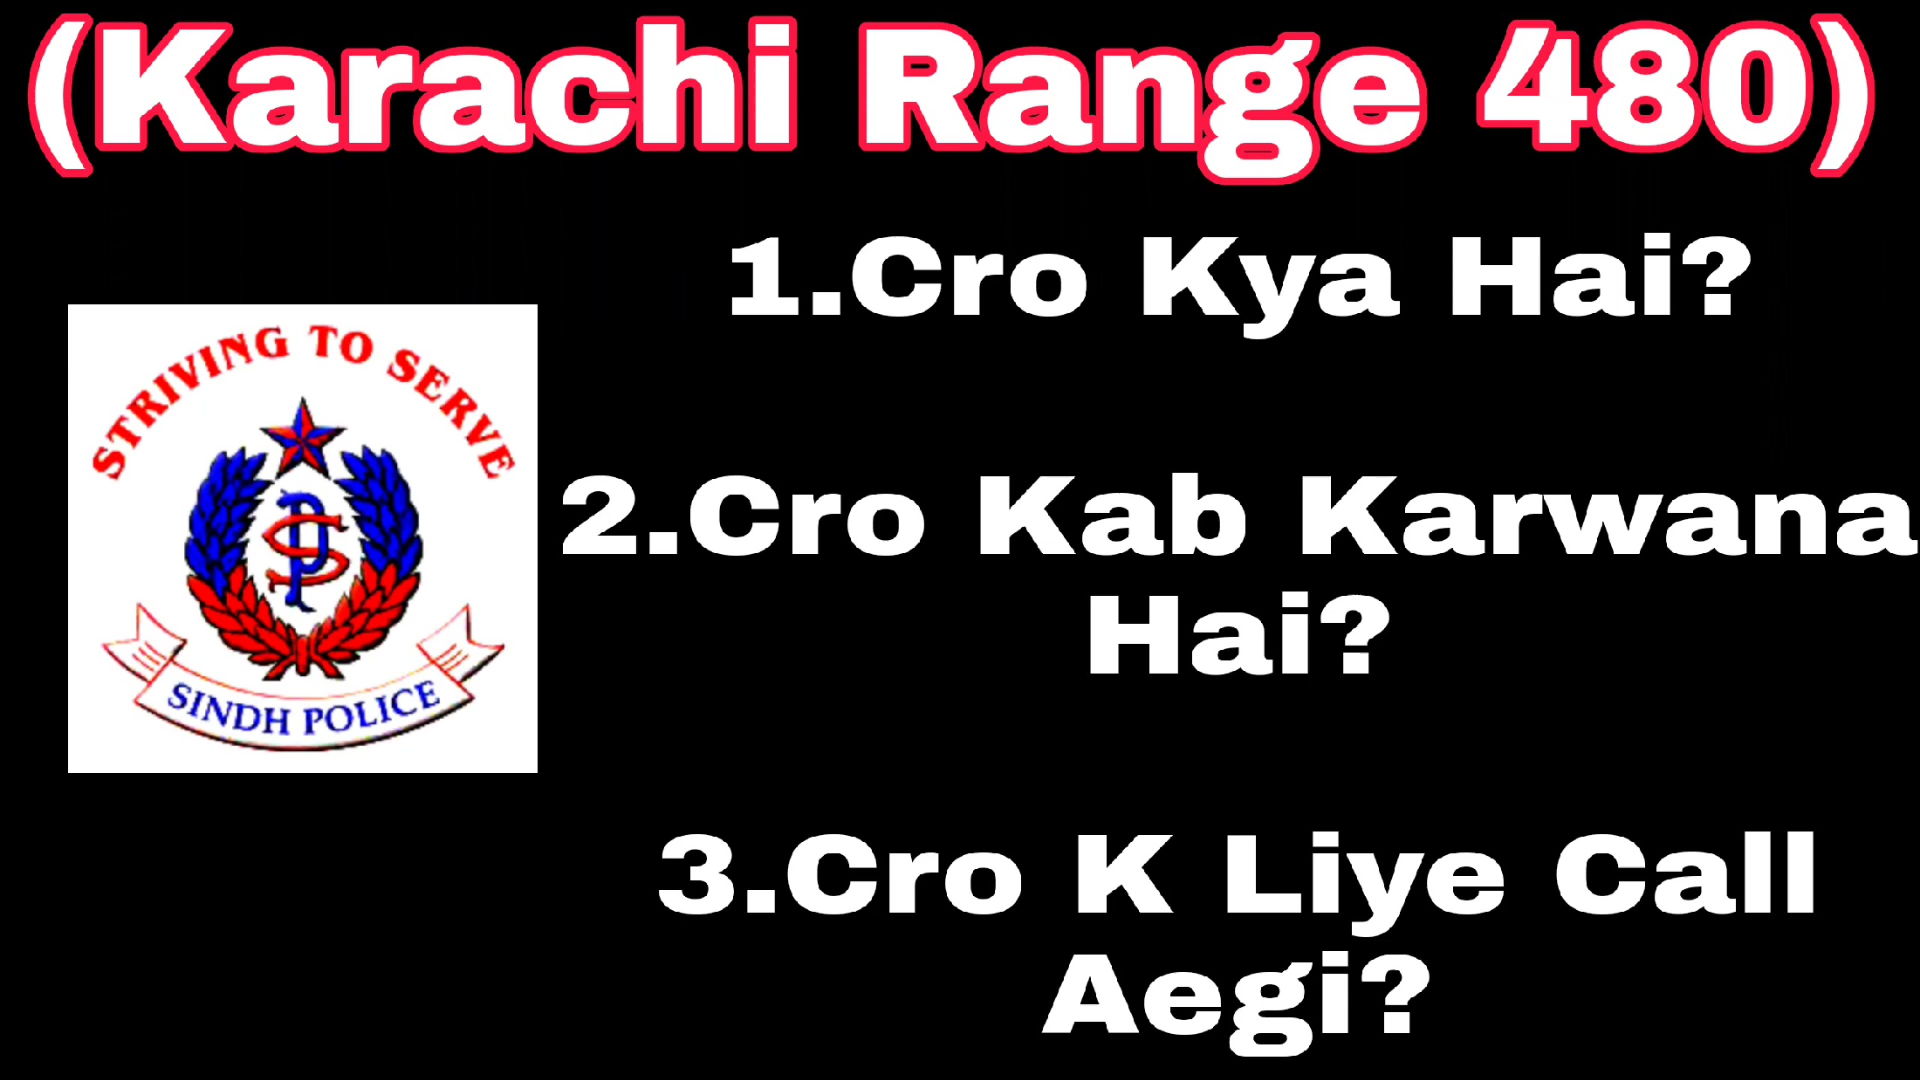 (Karachi Range 480)
1.Cro Kya Hai?
STRIVING TO SERVE
SP
SINDH POLICE
2.Cro Kab Karwana
Hai?
3.Cro K Liye Call
Aegi?